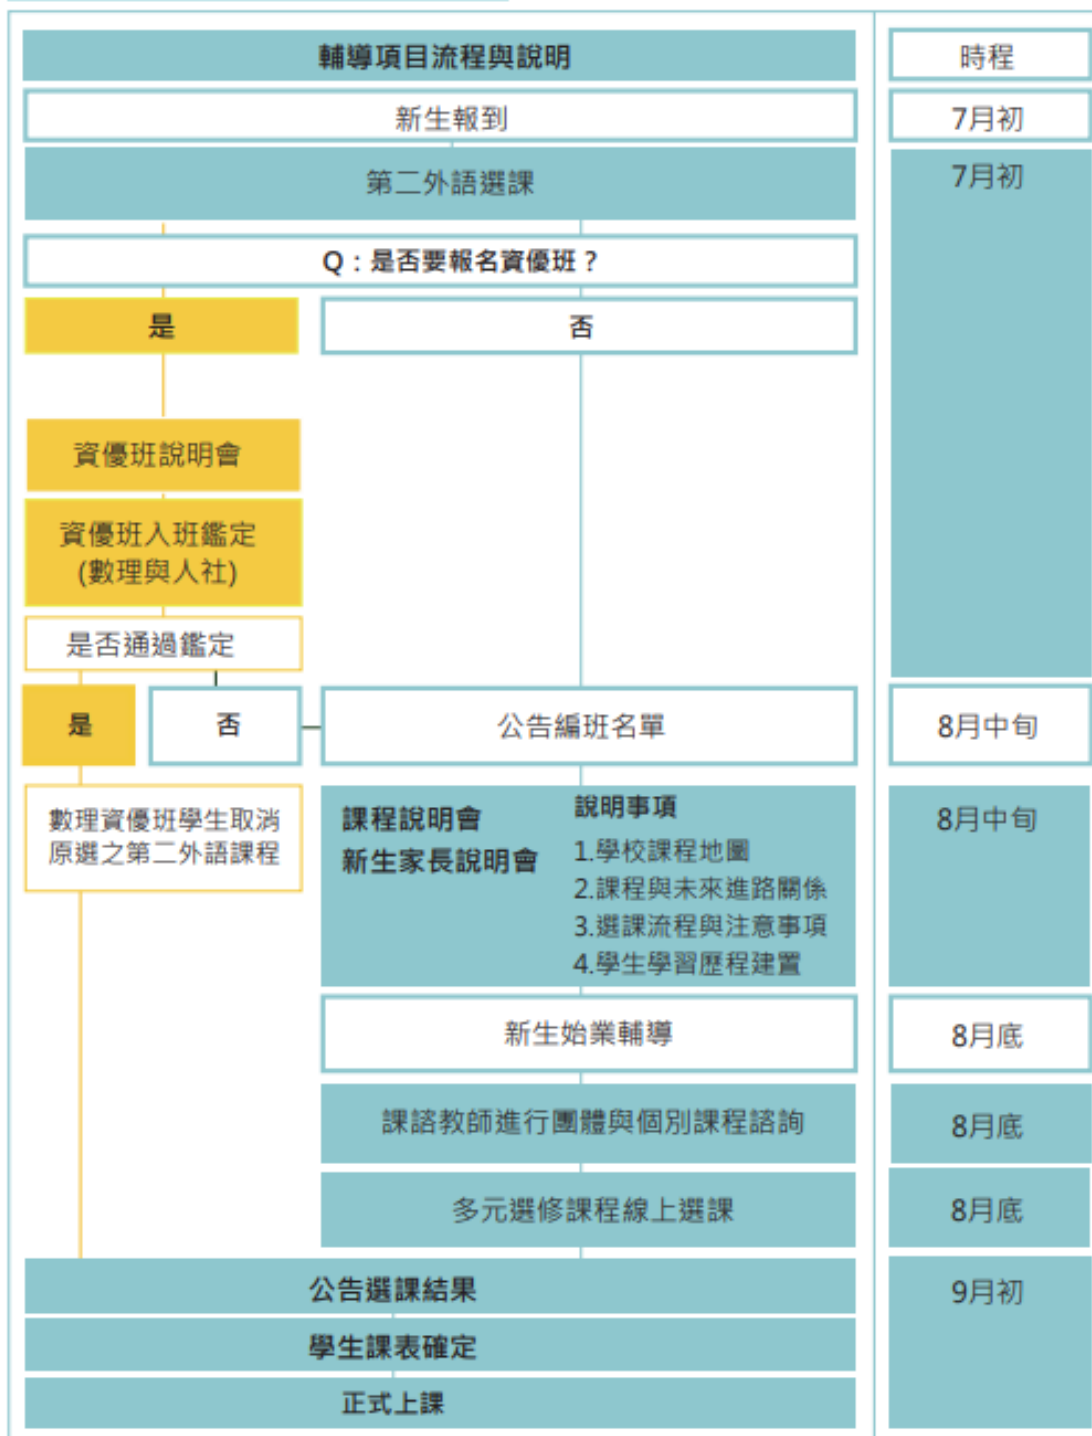 輔導項目流程與說明
時程
新生報到
7月初
第二外語選課
7月初
Q：是否要報名資優班？
是
否
資優班說明會
資優班入班鑑定
(數理與人社)
是否通過鑑定
是
否
公告編班名單
8月中旬
數理資優班學生取消
原選之第二外語課程
課程說明會
新生家長說明會
說明事項
1.學校課程地圖
2.課程與未來進路關係
3.選課流程與注意事項
4.學生學習歷程建置
8月中旬
新生始業輔導
8月底
課諮教師進行團體與個別課程諮詢
8月底
多元選修課程線上選課
8月底
公告選課結果
9月初
學生課表確定
正式上課